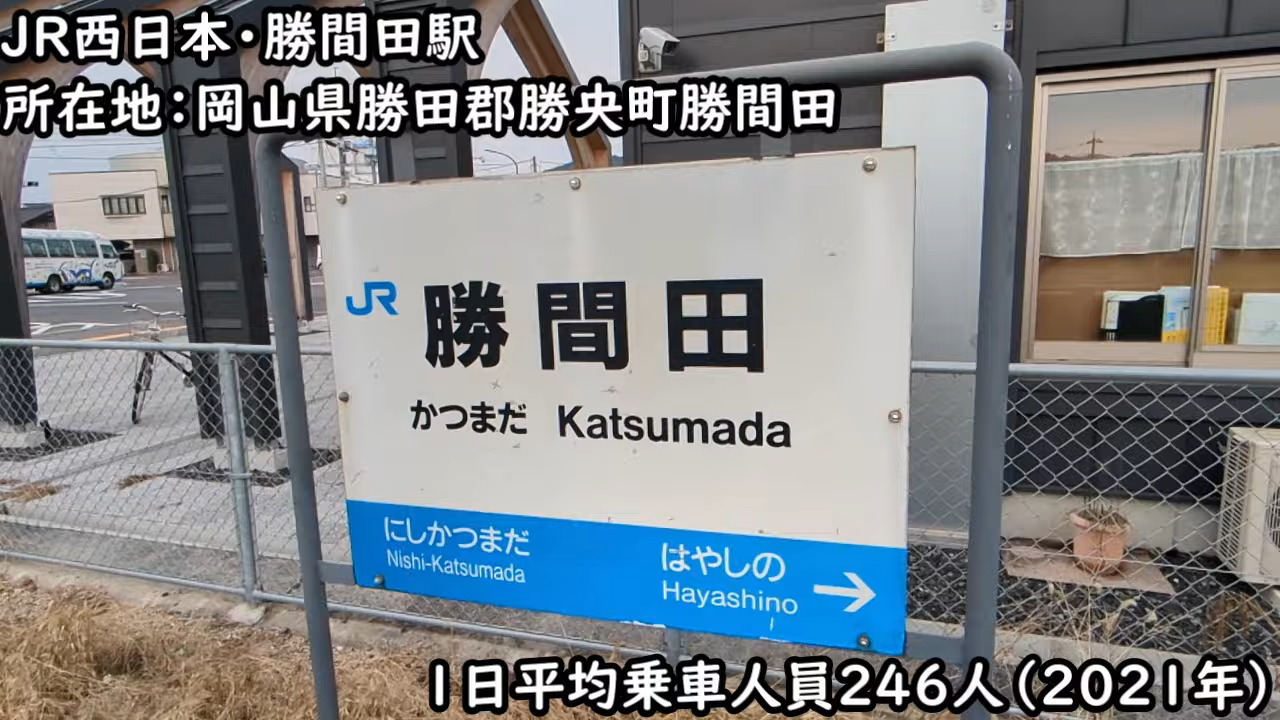 JR西日本・勝間田駅
所在地：岡山県勝田郡勝央町勝間田
JR
勝間田
かつまだ Katsumada
にしかつまだ はやしの
Nishi-Katsumada Hayashino →
1日平均乗車人員246人（2021年）